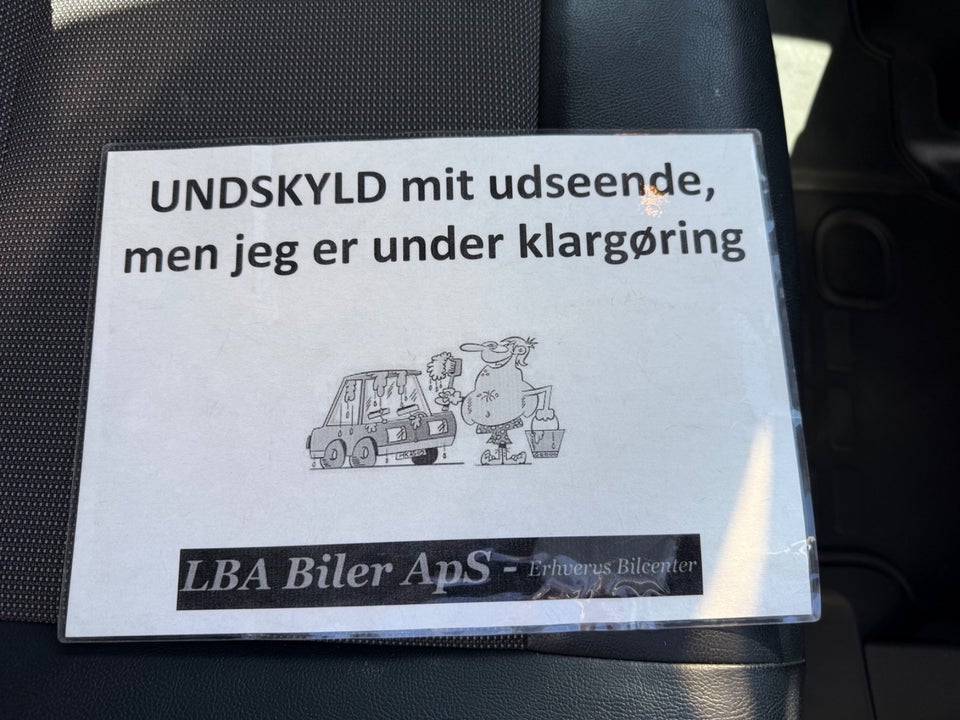 UNDSKYLD mit udseende,
men jeg er under klargøring
LBA Biler ApS - Erhvervs Bilcenter